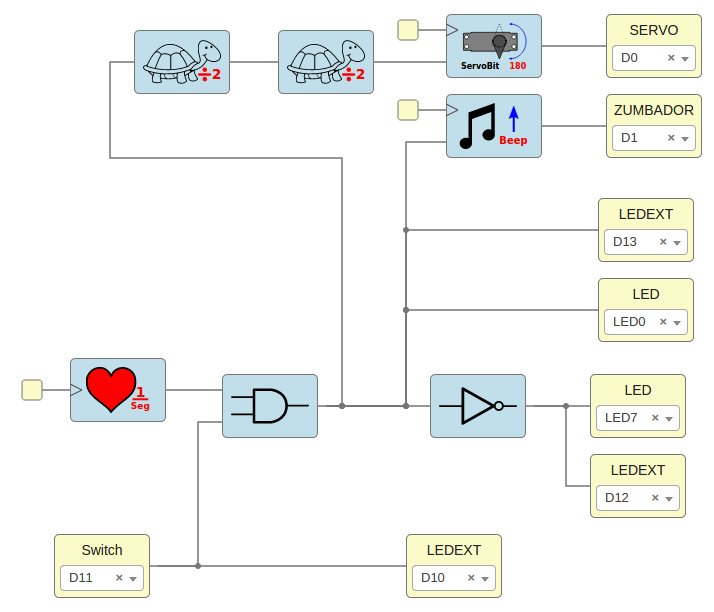 ÷2
÷2
ServoBit 180
SERVO
D0 ×
Beep
ZUMBADOR
D1 ×
LEDEXT
D13 ×
LED
LED0 ×
1
Seg
LED
LED7 ×
LEDEXT
D12 ×
Switch
D11 ×
LEDEXT
D10 ×